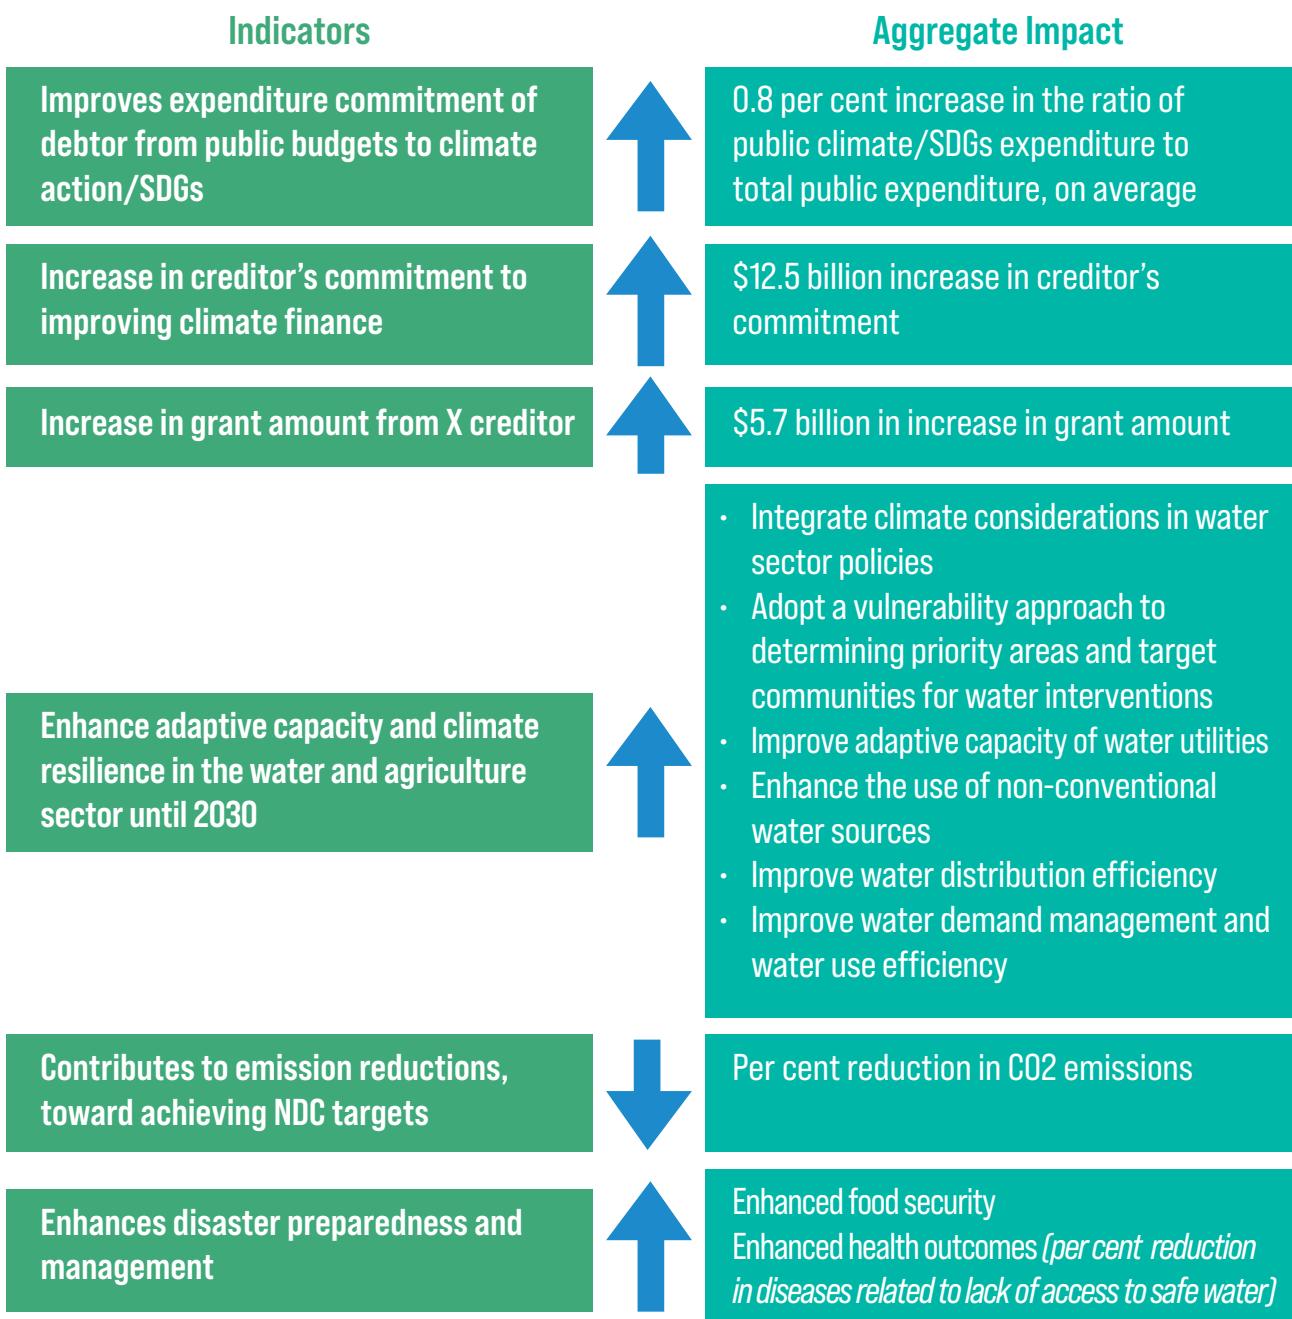 Indicators
Aggregate Impact
Improves expenditure commitment of
debtor from public budgets to climate
action/SDGs
0.8 per cent increase in the ratio of
public climate/SDGs expenditure to
total public expenditure, on average
Increase in creditor’s commitment to
improving climate finance
$12.5 billion increase in creditor’s
commitment
Increase in grant amount from X creditor
$5.7 billion in increase in grant amount
Enhance adaptive capacity and climate
resilience in the water and agriculture
sector until 2030
• Integrate climate considerations in water
sector policies
• Adopt a vulnerability approach to
determining priority areas and target
communities for water interventions
• Improve adaptive capacity of water utilities
• Enhance the use of non-conventional
water sources
• Improve water distribution efficiency
• Improve water demand management and
water use efficiency
Contributes to emission reductions,
toward achieving NDC targets
Per cent reduction in CO2 emissions
Enhances disaster preparedness and
management
Enhanced food security
Enhanced health outcomes (per cent reduction
in diseases related to lack of access to safe water)